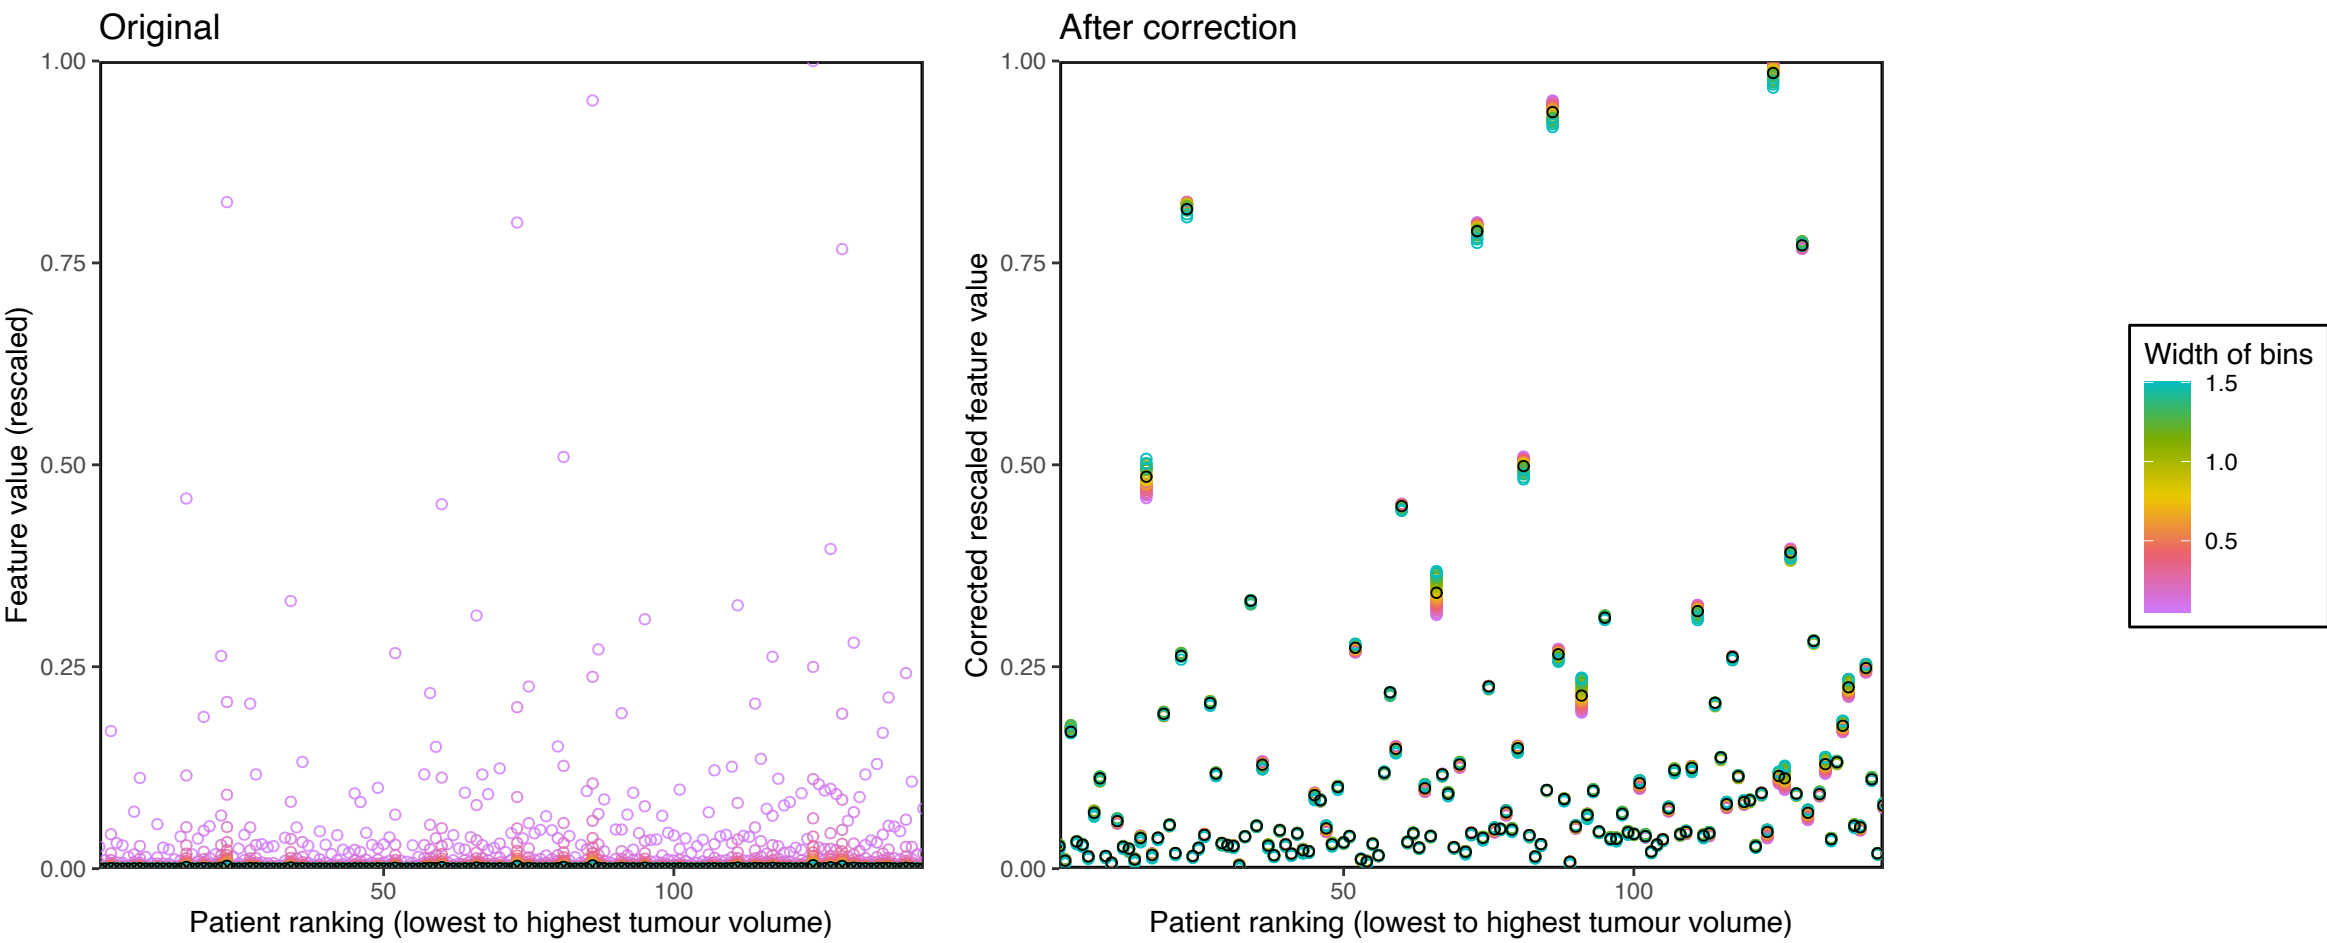 Original
1.00
0.75
0.50
0.25
0.00
50
100
Feature value (rescaled)
Patient ranking (lowest to highest tumour volume)
After correction
1.00
0.75
0.50
0.25
0.00
50
100
Corrected rescaled feature value
Patient ranking (lowest to highest tumour volume)
Width of bins
1.5
1.0
0.5